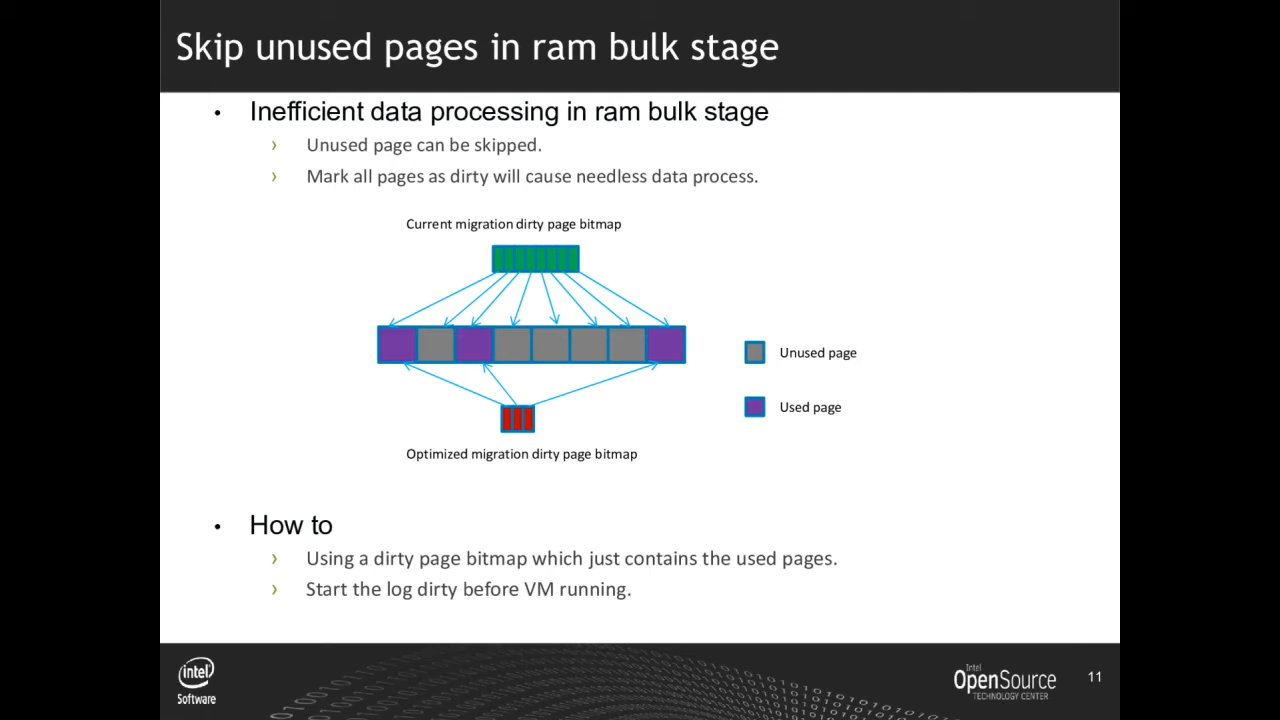 Skip unused pages in ram bulk stage
• Inefficient data processing in ram bulk stage
› Unused page can be skipped.
› Mark all pages as dirty will cause needless data process.
Current migration dirty page bitmap
Unused page
Used page
Optimized migration dirty page bitmap
• How to
› Using a dirty page bitmap which just contains the used pages.
› Start the log dirty before VM running.
intel
Software
Intel
OpenSource
TECHNOLOGY CENTER
11